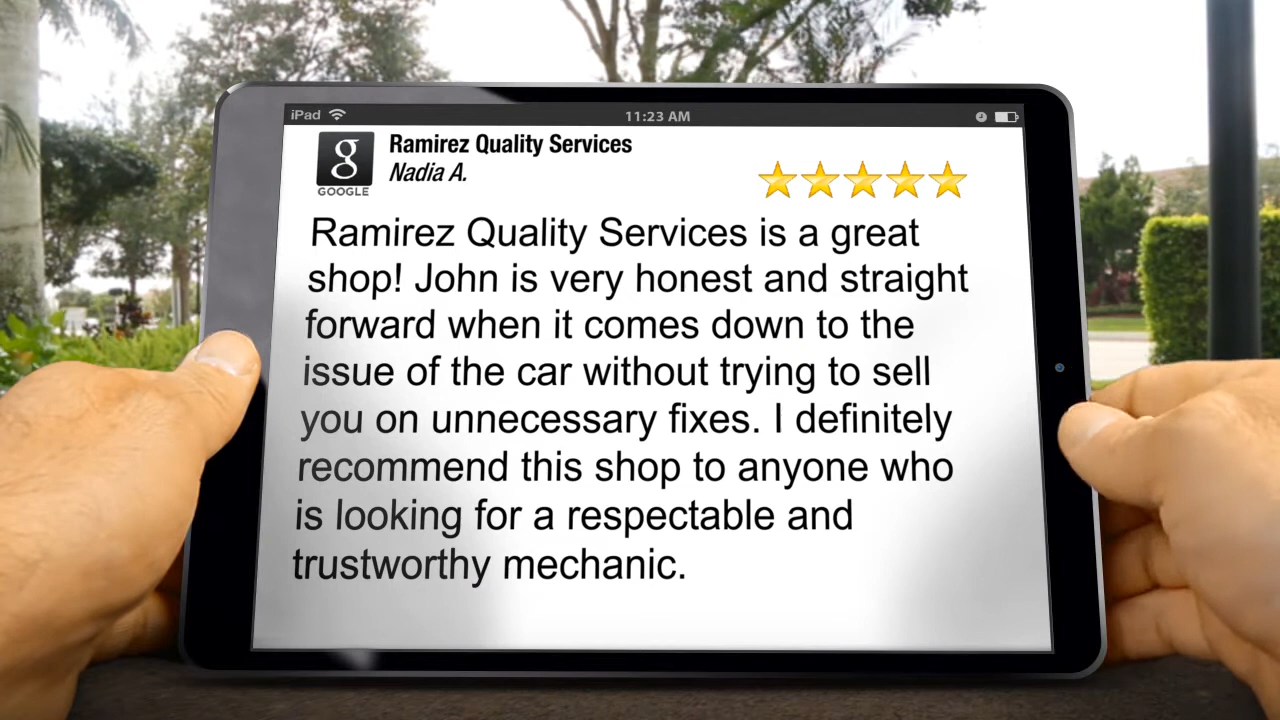 iPad 11:23 AM
g
GOOGLE
Ramirez Quality Services
Nadia A.
Ramirez Quality Services is a great
shop! John is very honest and straight
forward when it comes down to the
issue of the car without trying to sell
you on unnecessary fixes. I definitely
recommend this shop to anyone who
is looking for a respectable and
trustworthy mechanic.